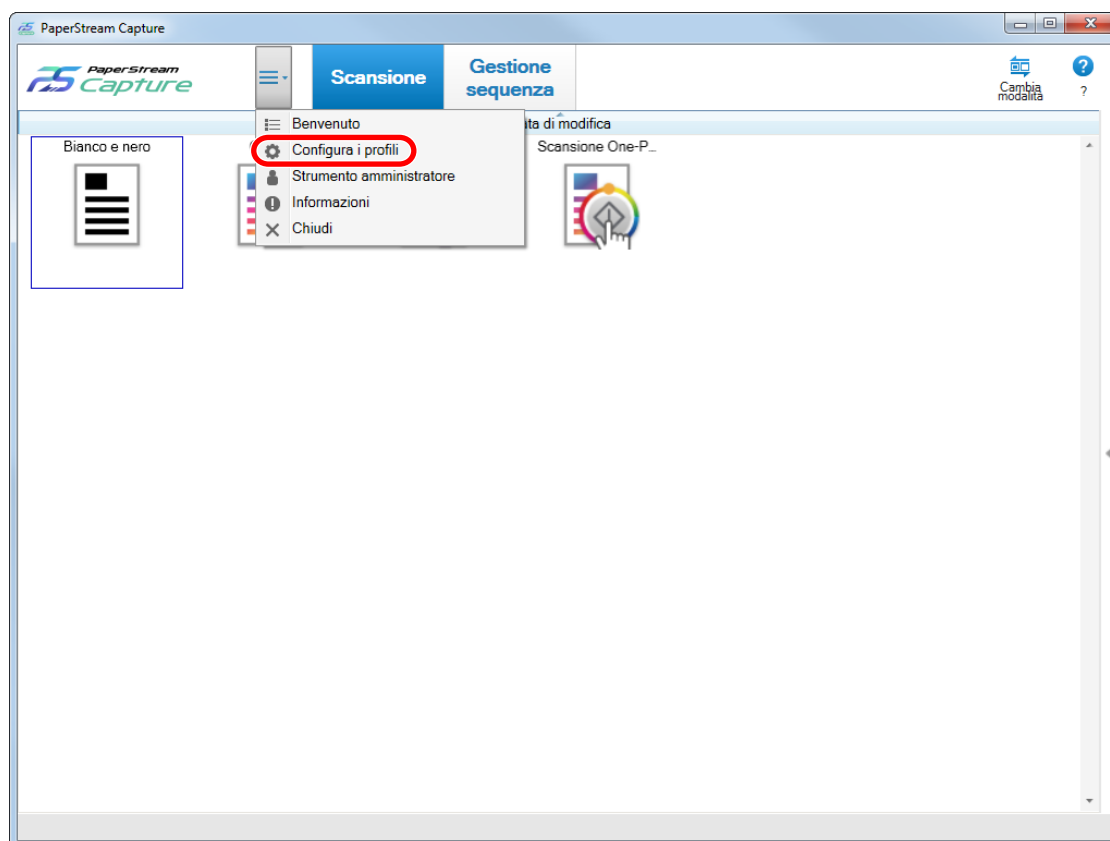 PaperStream Capture
PaperStream
Capture
Scansione
Gestione
sequenza
Cambia
modalità
?
Benvenuto
Configura i profili
Strumento amministratore
Informazioni
Chiudi
di modifica
Bianco e nero
Scansione One-P...